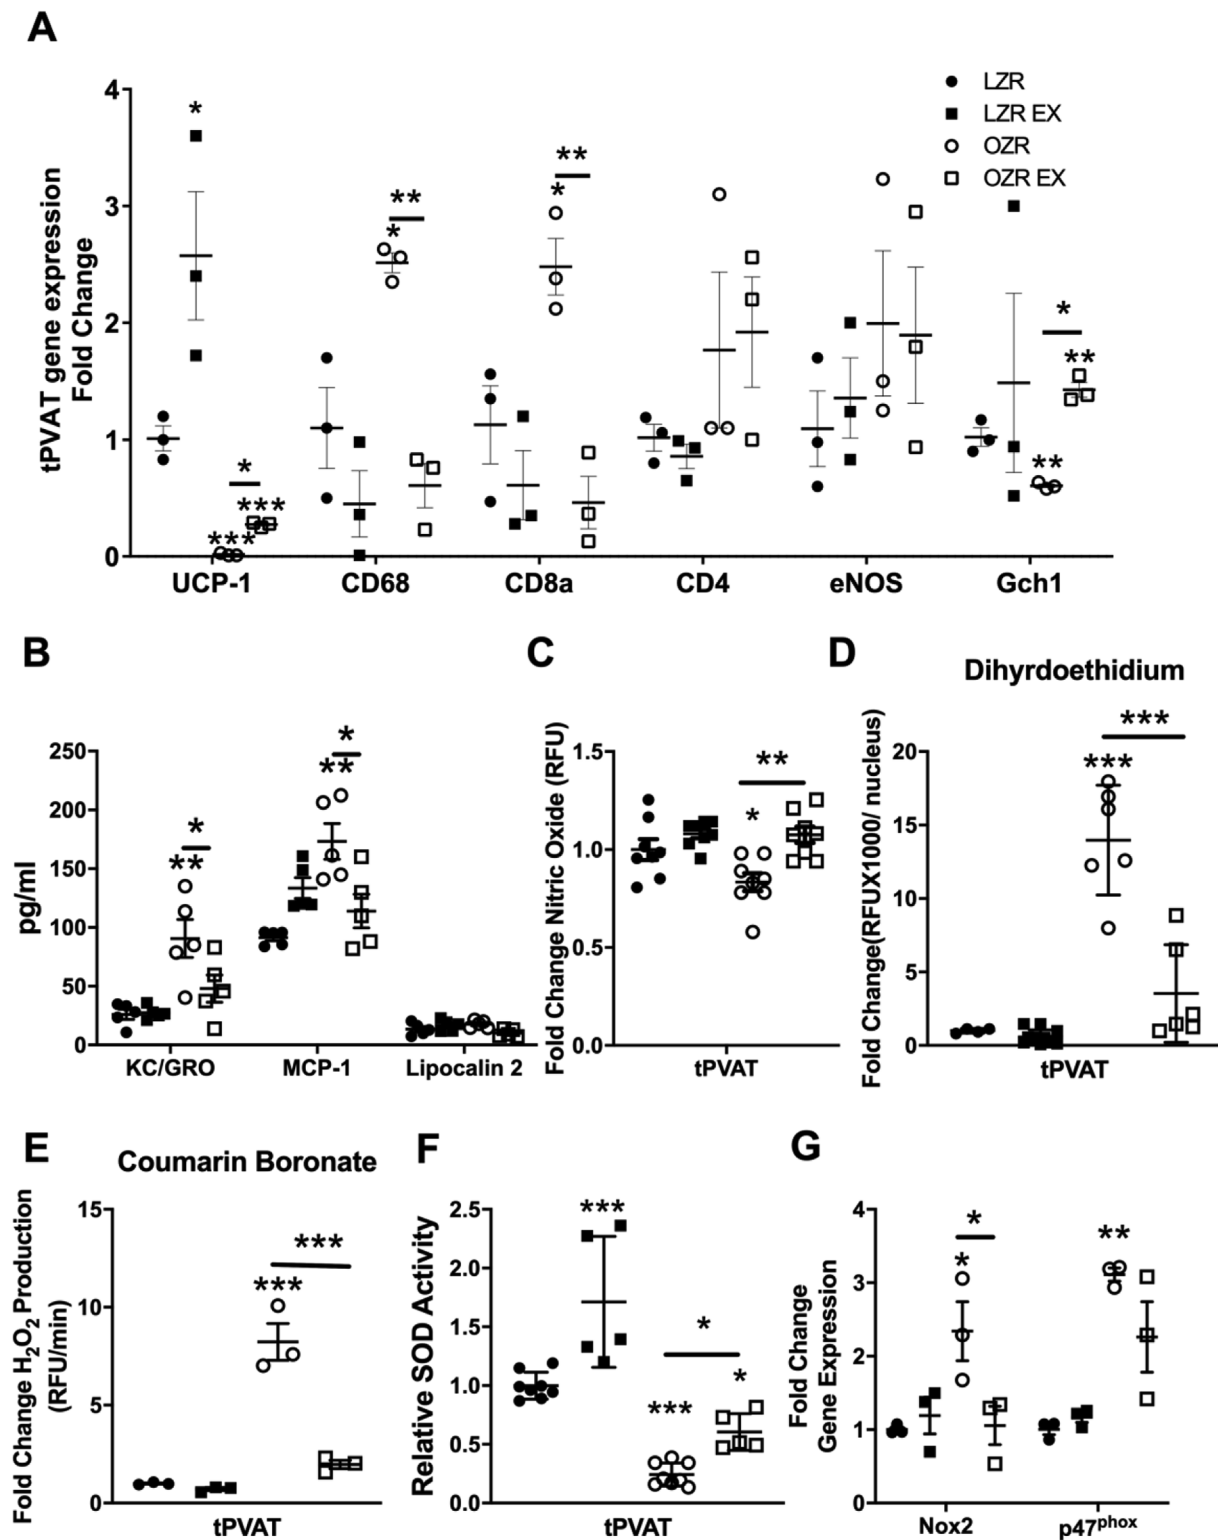 A
tPVAT gene expression
Fold Change
4
3
2
1
0
*
*
***
***
*
**
*
**
**
*
**
LZR
LZR EX
OZR
OZR EX
UCP-1
CD68
CD8a
CD4
eNOS
Gch1
B
pg/ml
250
200
150
100
50
0
**
*
**
*
KC/GRO
MCP-1
Lipocalin 2
C
Fold Change Nitric Oxide (RFU)
1.5
1.0
0.5
0.0
*
**
tPVAT
D
Dihyrdoethidium
Fold Change(RFUX1000/ nucleus)
20
15
10
5
0
***
***
tPVAT
E
Coumarin Boronate
Fold Change H₂O₂ Production
(RFU/min)
15
10
5
0
***
***
tPVAT
F
Relative SOD Activity
2.5
2.0
1.5
1.0
0.5
0.0
***
***
*
*
tPVAT
G
Fold Change
Gene Expression
4
3
2
1
0
*
*
**
Nox2
p47phox